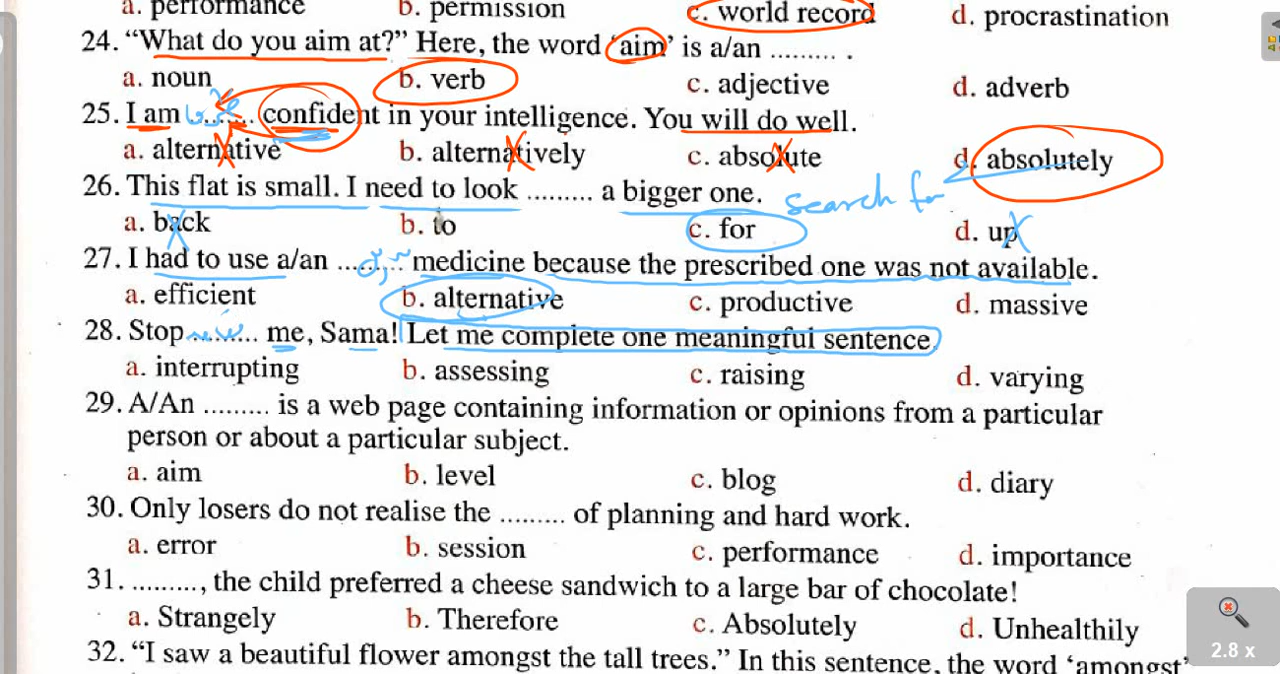 a. performance b. permission c. world record d. procrastination
24. “What do you aim at?” Here, the word ‘aim’ is a/an ......... .
a. noun b. verb c. adjective d. adverb
25. I am ......... confident in your intelligence. You will do well.
a. alternative b. alternatively c. absolute d. absolutely
26. This flat is small. I need to look ......... a bigger one. search for
a. back b. to c. for d. up
27. I had to use a/an ......... medicine because the prescribed one was not available.
a. efficient b. alternative c. productive d. massive
28. Stop ......... me, Sama! Let me complete one meaningful sentence.
a. interrupting b. assessing c. raising d. varying
29. A/An ......... is a web page containing information or opinions from a particular
person or about a particular subject.
a. aim b. level c. blog d. diary
30. Only losers do not realise the ......... of planning and hard work.
a. error b. session c. performance d. importance
31. ........., the child preferred a cheese sandwich to a large bar of chocolate!
a. Strangely b. Therefore c. Absolutely d. Unhealthily
32. “I saw a beautiful flower amongst the tall trees.” In this sentence, the word ‘amongst’
2.8 x